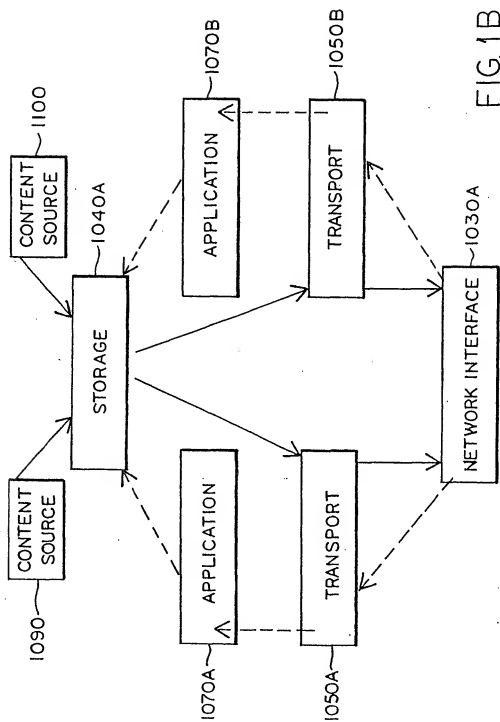 1090
CONTENT
SOURCE
CONTENT
SOURCE
1100
STORAGE
1040A
1070A
APPLICATION
APPLICATION
1070B
1050A
TRANSPORT
TRANSPORT
1050B
NETWORK INTERFACE
1030A
FIG. 1B